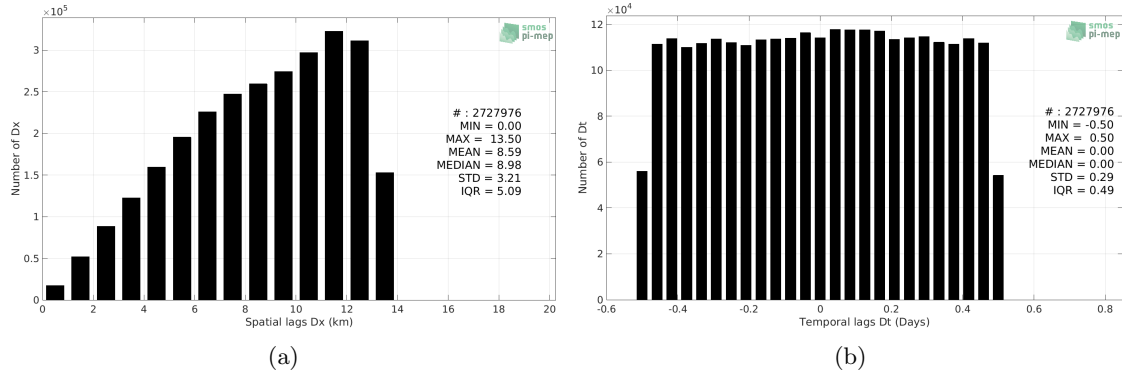 ×10⁵
3
2.5
2
1.5
1
0.5
0
0 2 4 6 8 10 12 14 16 18 20
Number of Dx
Spatial lags Dx (km)
smos
pi-mep
# : 2727976
MIN = 0.00
MAX = 13.50
MEAN = 8.59
MEDIAN = 8.98
STD = 3.21
IQR = 5.09
(a)
×10⁴
12
10
8
6
4
2
0
-0.6 -0.4 -0.2 0 0.2 0.4 0.6 0.8
Number of Dt
Temporal lags Dt (Days)
smos
pi-mep
# : 2727976
MIN = -0.50
MAX = 0.50
MEAN = 0.00
MEDIAN = 0.00
STD = 0.29
IQR = 0.49
(b)